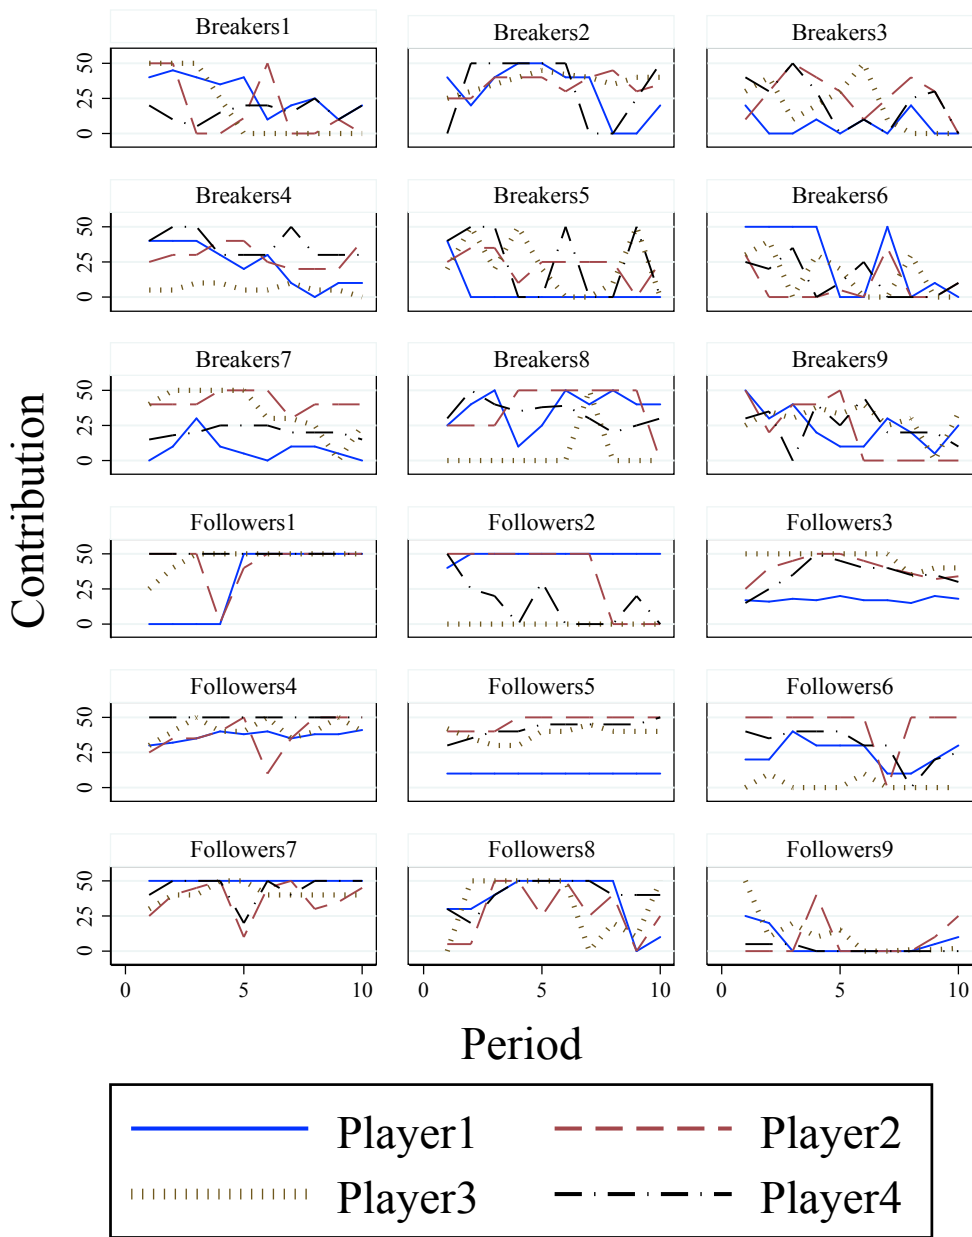 Breakers1 Breakers2 Breakers3
50
25
0
Breakers4 Breakers5 Breakers6
50
25
0
Breakers7 Breakers8 Breakers9
50
25
0
Followers1 Followers2 Followers3
50
25
0
Followers4 Followers5 Followers6
50
25
0
Followers7 Followers8 Followers9
50
25
0
0 5 10 0 5 10 0 5 10
Contribution
Period
Player1 Player2
Player3 Player4